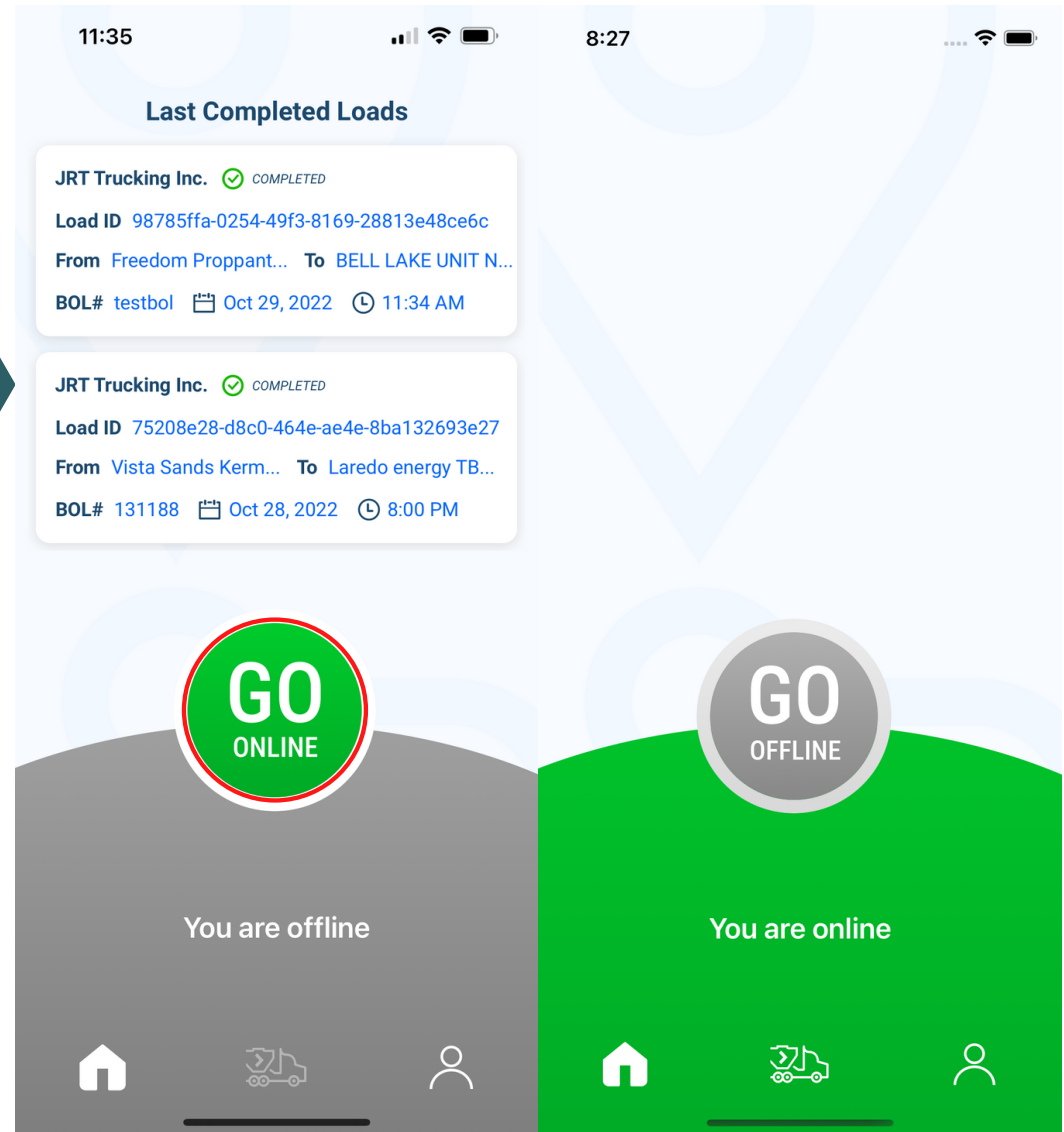 11:35
Last Completed Loads
JRT Trucking Inc. COMPLETED
Load ID 98785ffa-0254-49f3-8169-28813e48ce6c
From Freedom Proppant... To BELL LAKE UNIT N...
BOL# testbol Oct 29, 2022 11:34 AM
JRT Trucking Inc. COMPLETED
Load ID 75208e28-d8c0-464e-ae4e-8ba132693e27
From Vista Sands Kerm... To Laredo energy TB...
BOL# 131188 Oct 28, 2022 8:00 PM
GO
ONLINE
You are offline
8:27
GO
OFFLINE
You are online